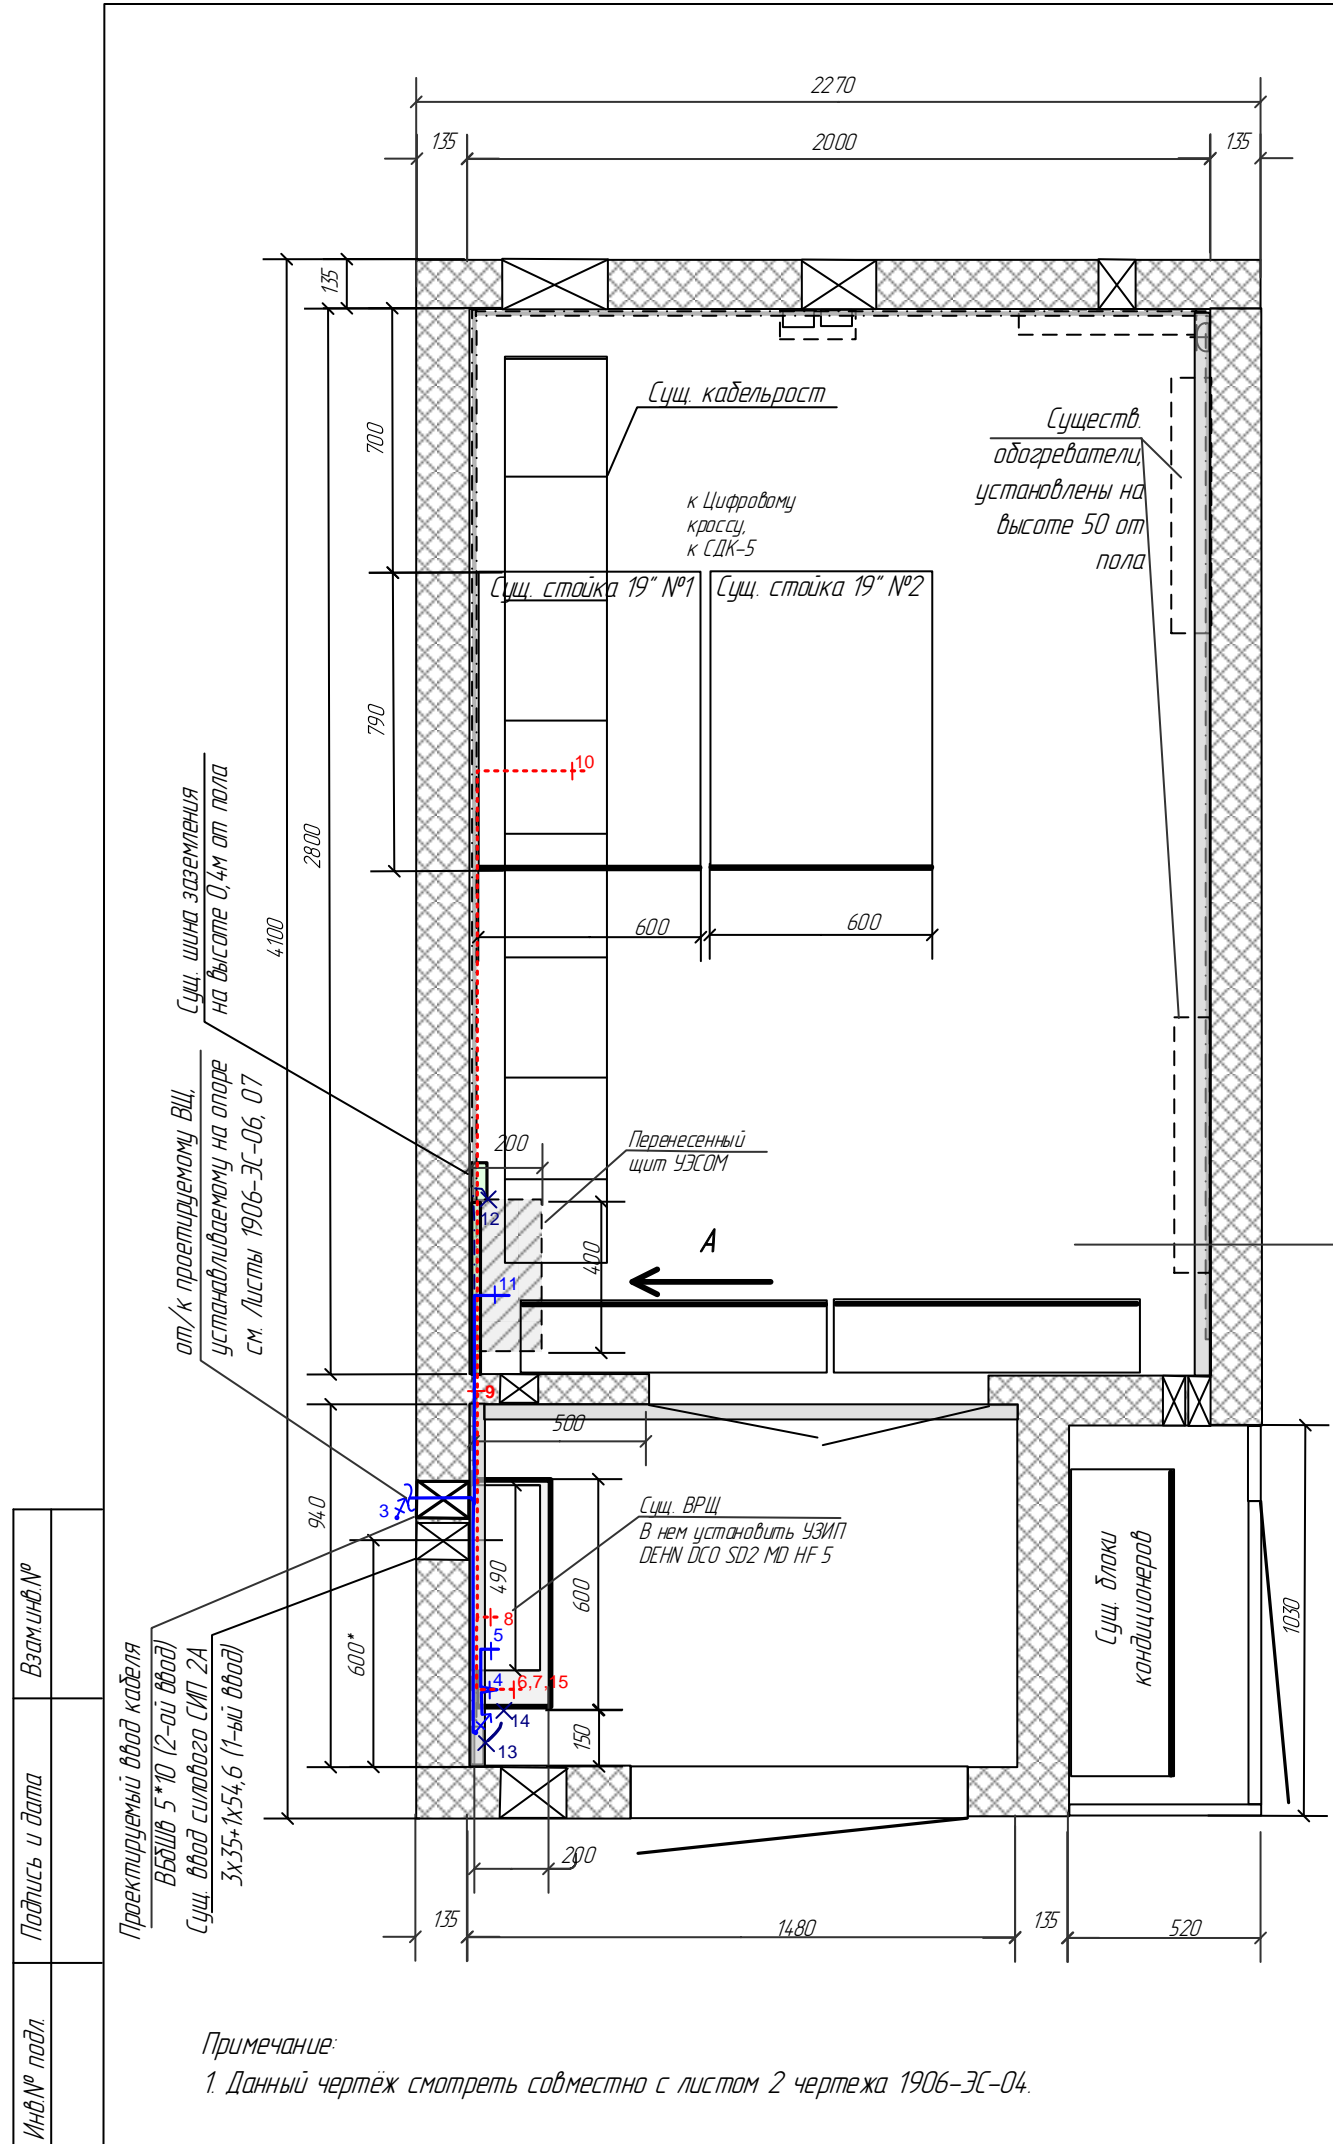 2270
135
2000
135
135
Сущ. кабельрост
Существ.
обогреватели,
установлены на
высоте 50 от
пола
700
к Цифровому
кроссу,
к СДК-5
Сущ. стойка 19" №1
Сущ. стойка 19" №2
790
10
Сущ. шина заземления
на высоте 0,4м от пола
2800
4100
600
600
от/к проетируемому ВЩ,
устанавливаемому на опоре
см. Листы 1906-ЭС-06, 07
200
Перенесенный
щит УЗСОМ
12
400
А
11
9
500
940
3
Сущ. ВРЩ
В нем установить УЗИП
DEHN DCO SD2 MD HF 5
490
600
8
5
4
6,7,15
14
13
150
600*
Сущ. блоки
кондиционеров
1030
Проектируемый ввод кабеля
ВБбШв 5*10 (2-ой ввод)
Сущ. ввод силового СИП 2А
3х35+1х54,6 (1-ый ввод)
200
135
1480
135
520
Взам.инв.№
Подпись и дата
Инв.№ подл.
Примечание:
1. Данный чертёж смотреть совместно с листом 2 чертежа 1906-ЭС-04.